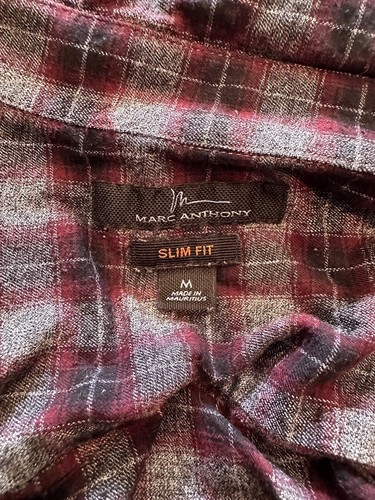 MARC ANTHONY
SLIM FIT
M
MADE IN
MAURITIUS